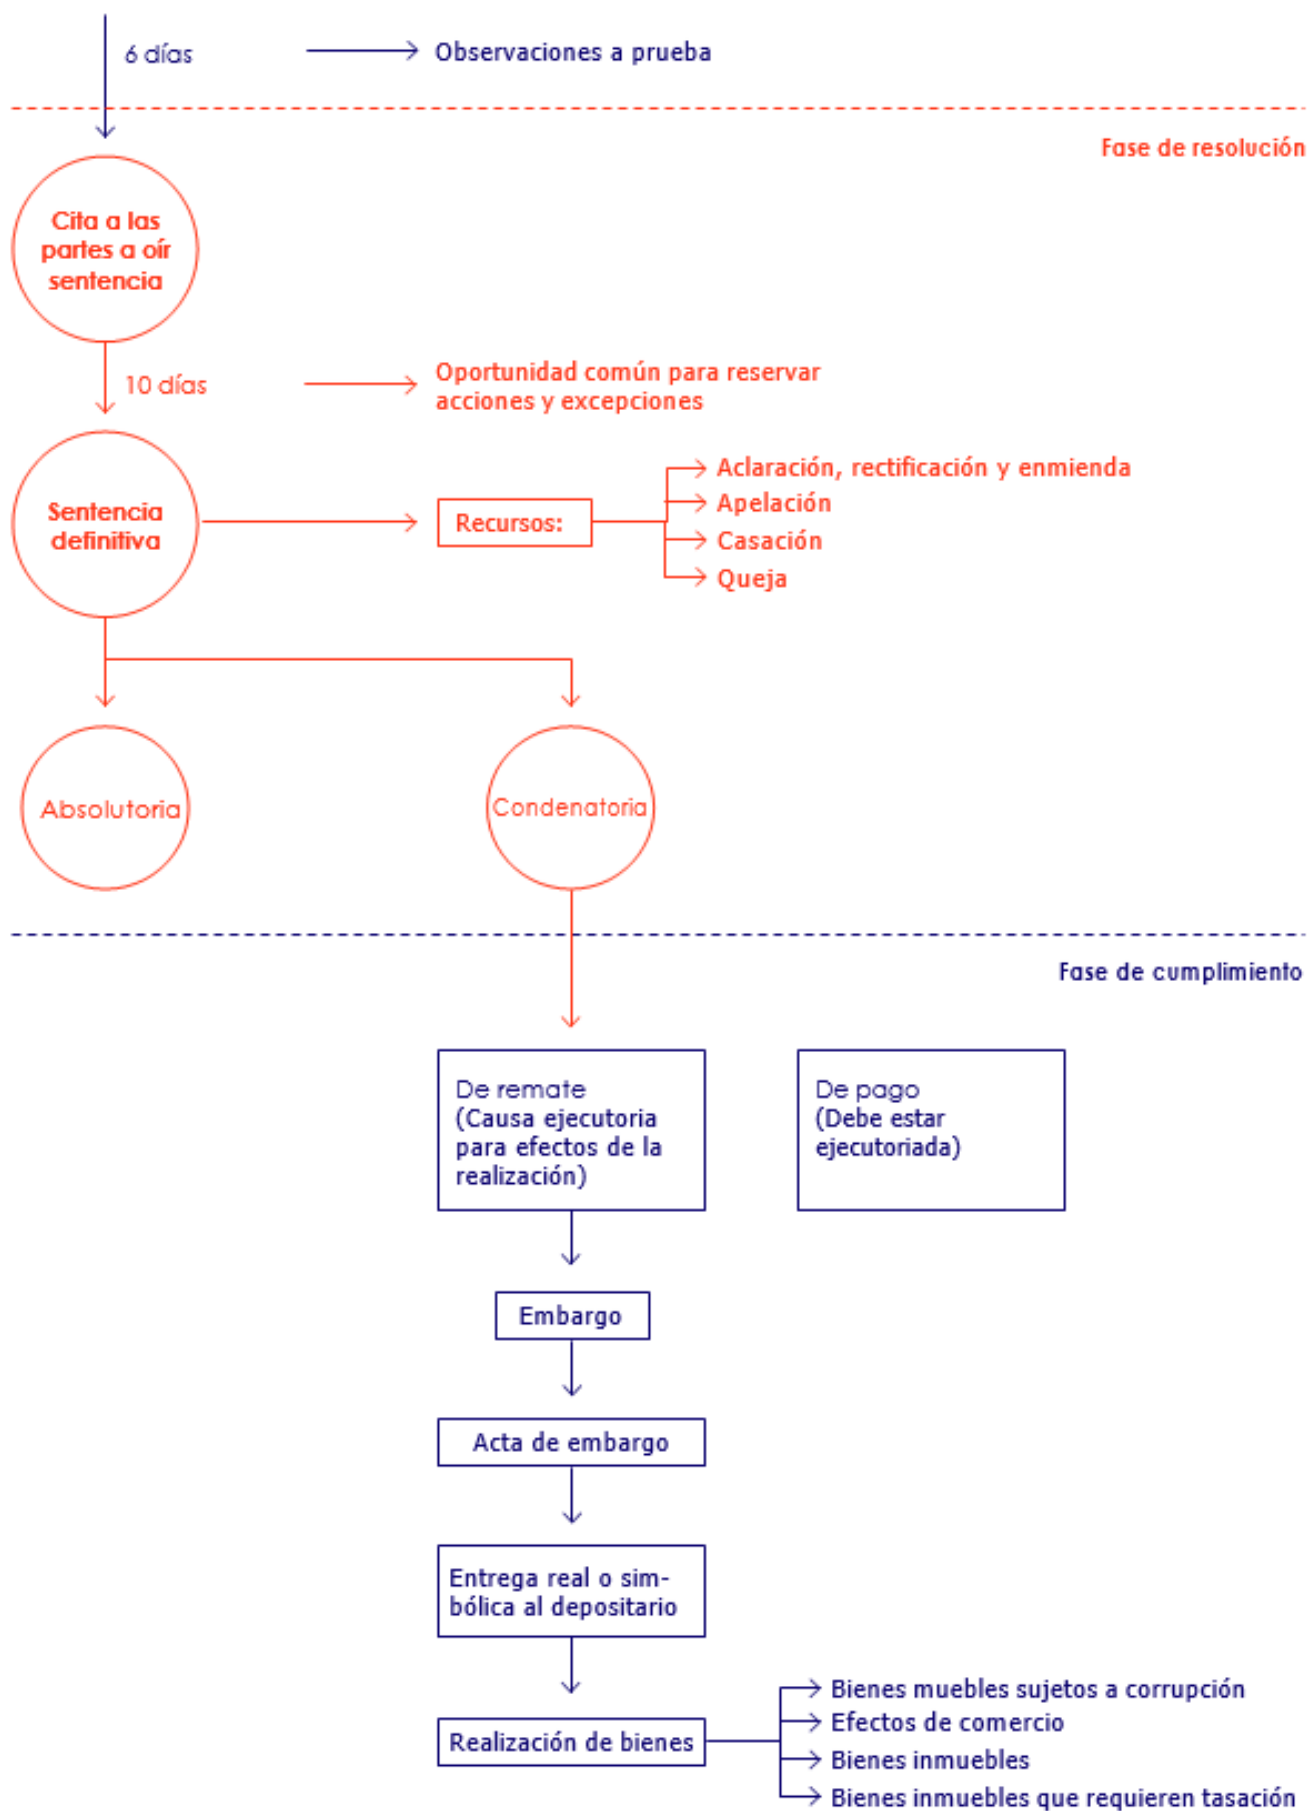 6 días
Observaciones a prueba
Fase de resolución
Cita a las
partes a oír
sentencia
10 días
Oportunidad común para reservar
acciones y excepciones
Sentencia
definitiva
Recursos:
Aclaración, rectificación y enmienda
Apelación
Casación
Queja
Absolutoria
Condenatoria
Fase de cumplimiento
De remate
(Causa ejecutoria
para efectos de la
realización)
De pago
(Debe estar
ejecutoriada)
Embargo
Acta de embargo
Entrega real o sim-
bólica al depositario
Realización de bienes
Bienes muebles sujetos a corrupción
Efectos de comercio
Bienes inmuebles
Bienes inmuebles que requieren tasación